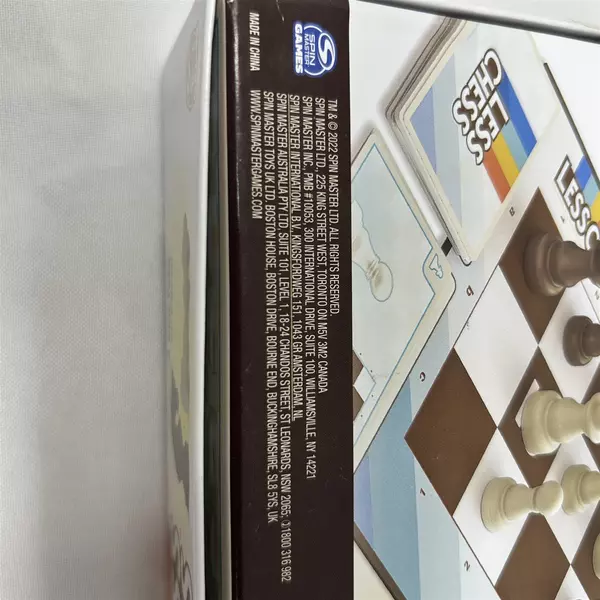 SPIN
MASTER
GAMES
MADE IN CHINA
TM & © 2022 SPIN MASTER LTD. ALL RIGHTS RESERVED.
SPIN MASTER LTD., 225 KING STREET WEST, TORONTO ON M5V 3M2 CANADA
SPIN MASTER INC., PMB #10053, 300 INTERNATIONAL DRIVE, SUITE 100, WILLIAMSVILLE, NY 14221
SPIN MASTER INTERNATIONAL B.V., KINGSFORDWEG 151, 1043 GR AMSTERDAM, NL
SPIN MASTER AUSTRALIA PTY LTD, SUITE 101, LEVEL 1, 18-24 CHANDOS STREET, ST LEONARDS, NSW 2065; ✆1800 316 982
SPIN MASTER TOYS UK LTD. BOSTON HOUSE, BOSTON DRIVE, BOURNE END, BUCKINGHAMSHIRE, SL8 5YS, UK
WWW.SPINMASTERGAMES.COM
LESS
CHESS
LESS